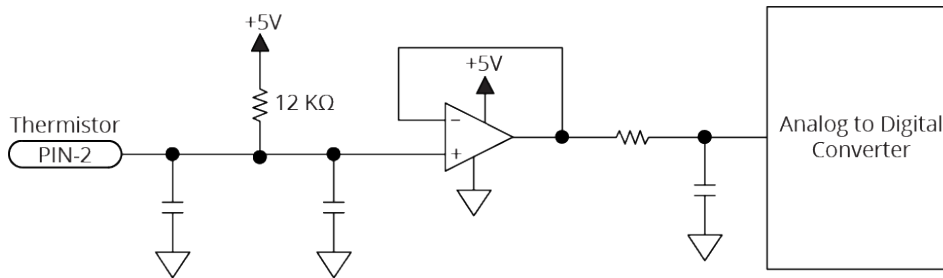 +5V
12 KΩ
+5V
Thermistor
PIN-2
−
+
Analog to Digital
Converter